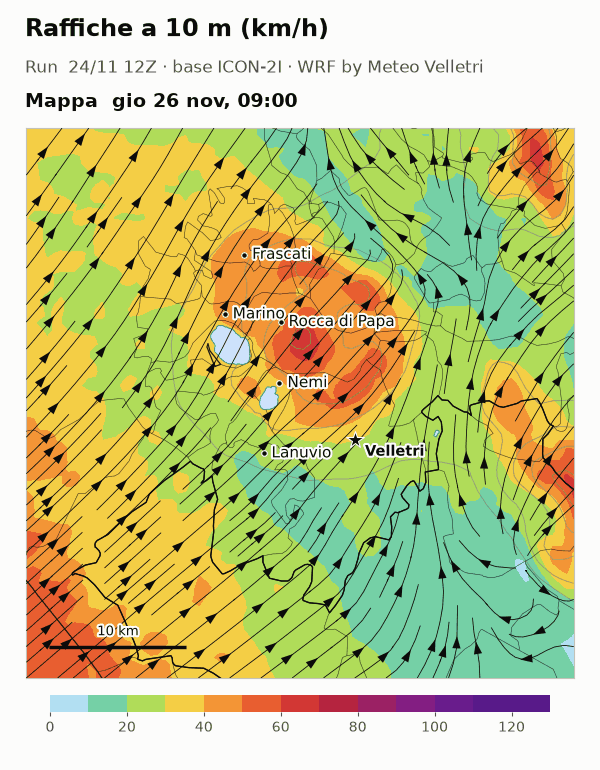 Raffiche a 10 m (km/h)
Run 24/11 12Z · base ICON-2I · WRF by Meteo Velletri
Mappa gio 26 nov, 09:00
Frascati
Marino
Rocca di Papa
Nemi
Velletri
Lanuvio
10 km
0 20 40 60 80 100 120